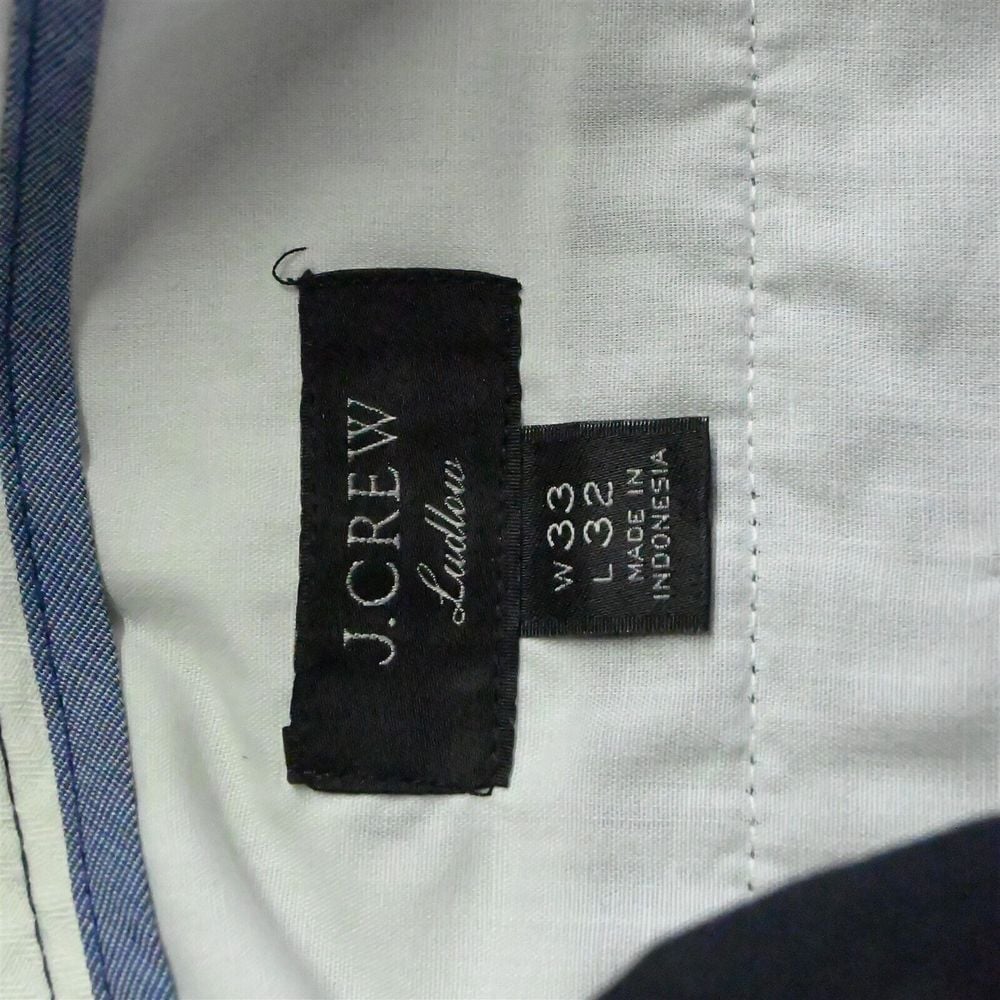 J.CREW
Ludlow
W 33
L 32
MADE IN
INDONESIA